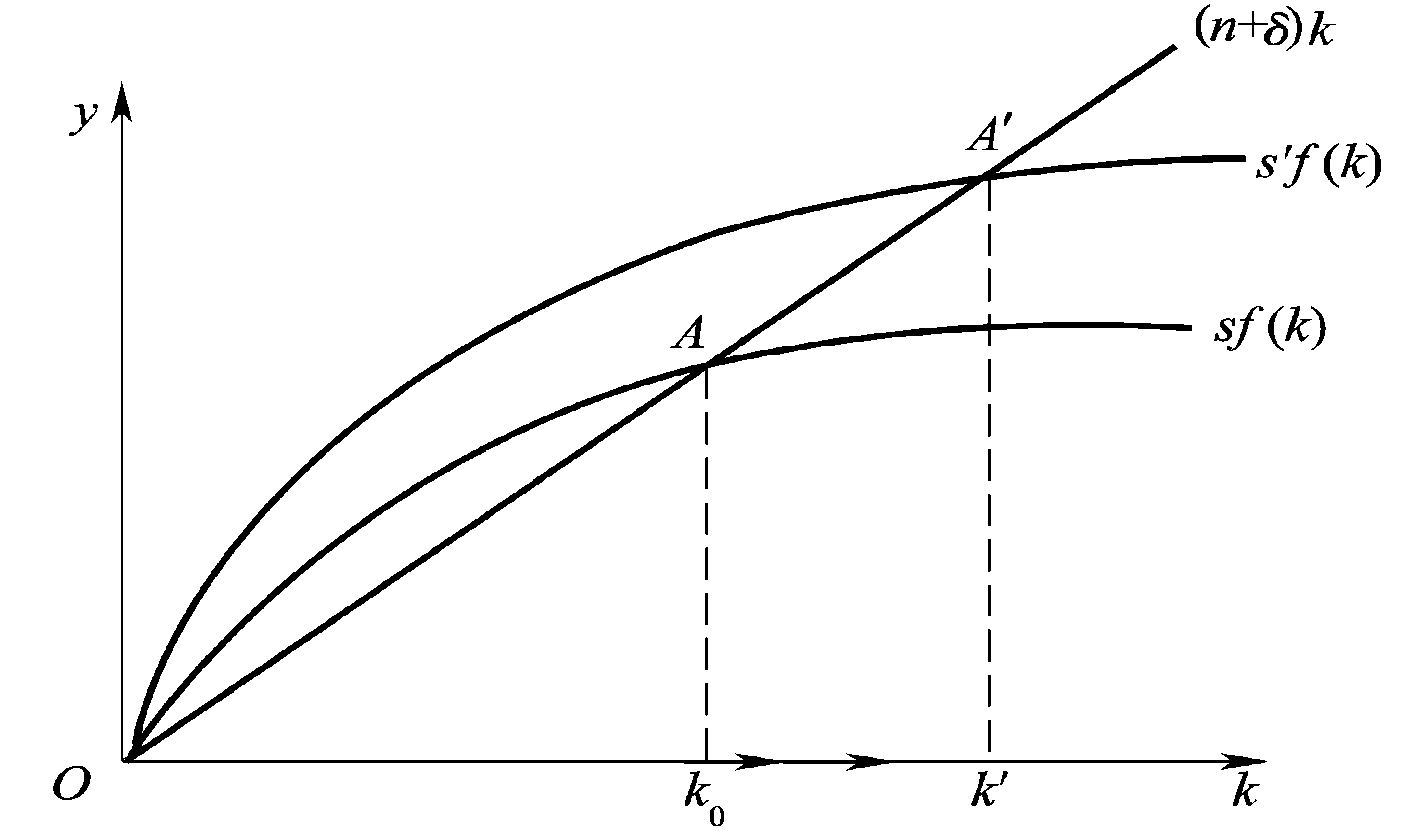 (n+δ)k
y
A′
s′f(k)
A
sf(k)
O
k₀
k′
k